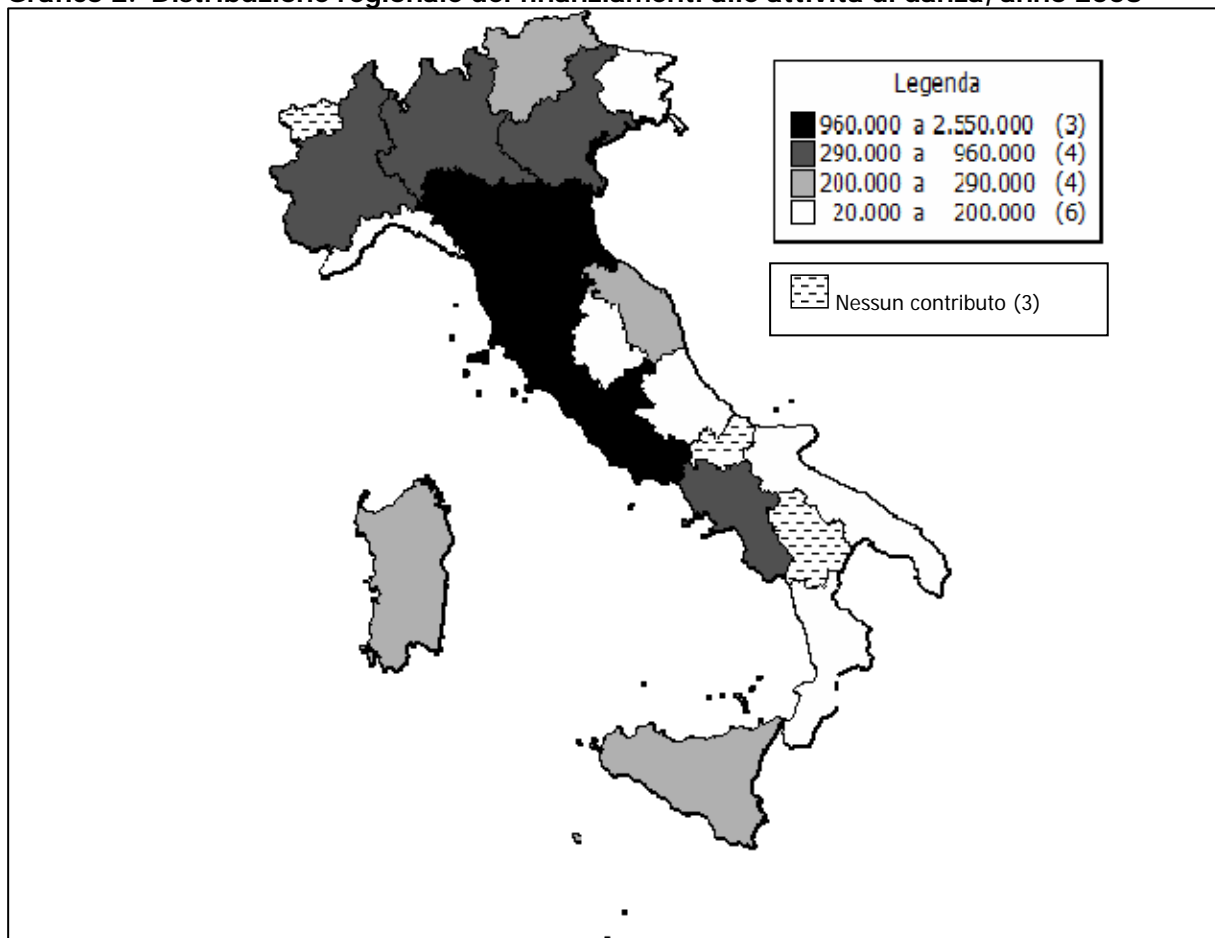 Legenda
960.000 a 2.550.000 (3)
290.000 a 960.000 (4)
200.000 a 290.000 (4)
20.000 a 200.000 (6)
Nessun contributo (3)